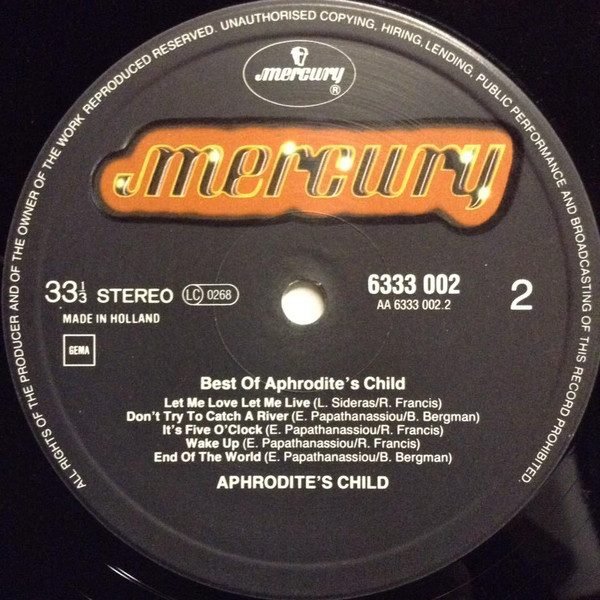 ALL RIGHTS OF THE PRODUCER AND OF THE OWNER OF THE WORK REPRODUCED RESERVED. UNAUTHORISED COPYING, HIRING, LENDING, PUBLIC PERFORMANCE AND BROADCASTING OF THIS RECORD PROHIBITED.
mercury
®
mercury
33⅓ STEREO LC 0268
6333 002
2
AA 6333 002.2
MADE IN HOLLAND
GEMA
Best Of Aphrodite's Child
Let Me Love Let Me Live (L. Sideras/R. Francis)
Don't Try To Catch A River (E. Papathanassiou/B. Bergman)
It's Five O'Clock (E. Papathanassiou/R. Francis)
Wake Up (E. Papathanassiou/R. Francis)
End Of The World (E. Papathanassiou/B. Bergman)
APHRODITE'S CHILD